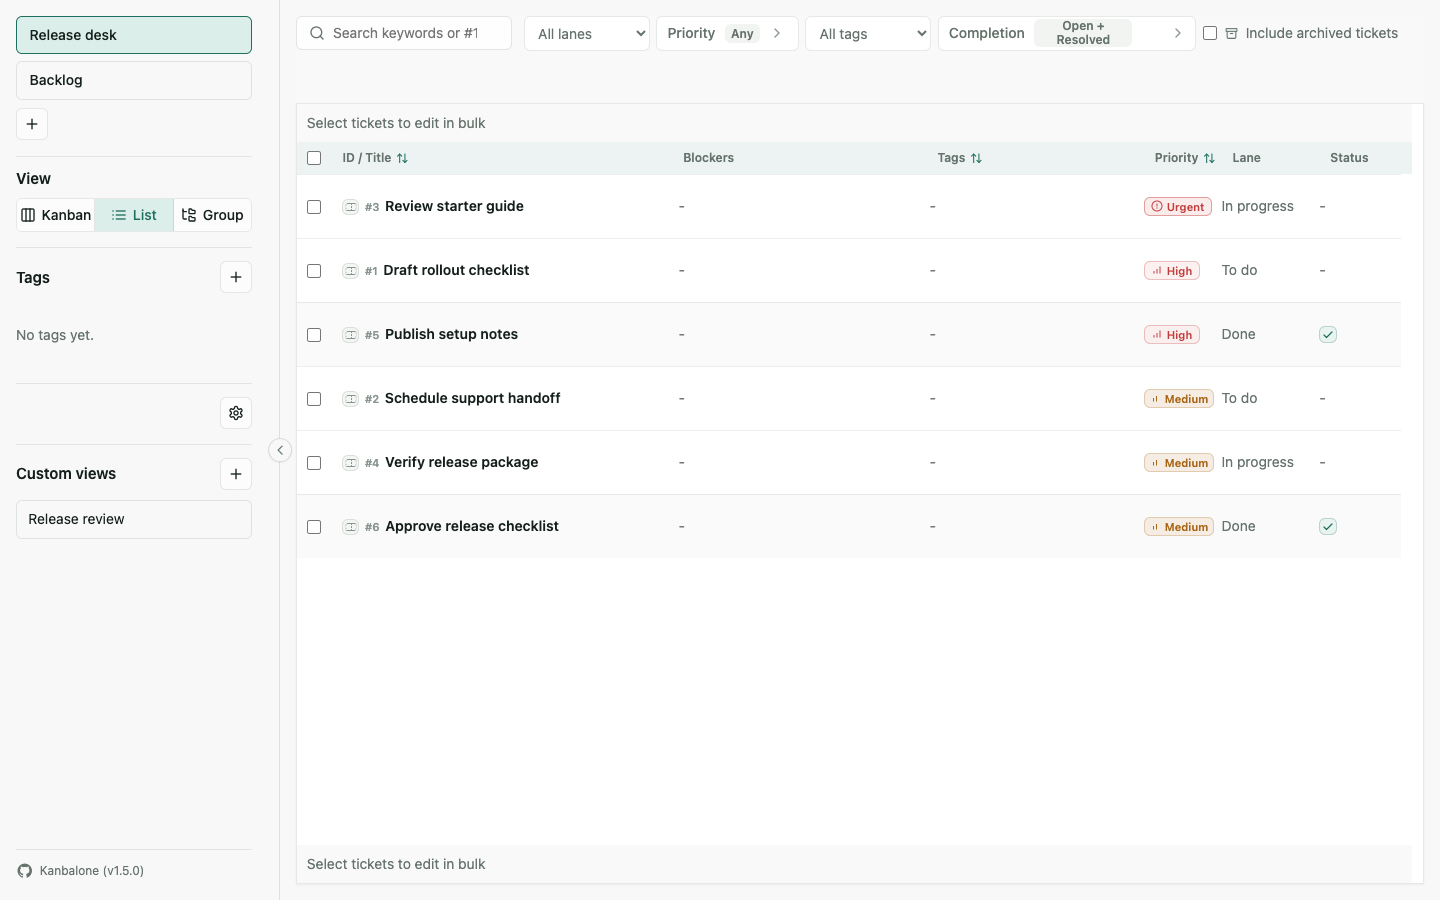 Release desk
Backlog
View
Kanban List Group
Tags
No tags yet.
Custom views
Release review
Kanbalone (v1.5.0)
Search keywords or #1
All lanes
Priority Any
All tags
Completion Open + Resolved
Include archived tickets
Select tickets to edit in bulk
ID / Title Blockers Tags Priority Lane Status
#3 Review starter guide - - Urgent In progress -
#1 Draft rollout checklist - - High To do -
#5 Publish setup notes - - High Done
#2 Schedule support handoff - - Medium To do -
#4 Verify release package - - Medium In progress -
#6 Approve release checklist - - Medium Done
Select tickets to edit in bulk